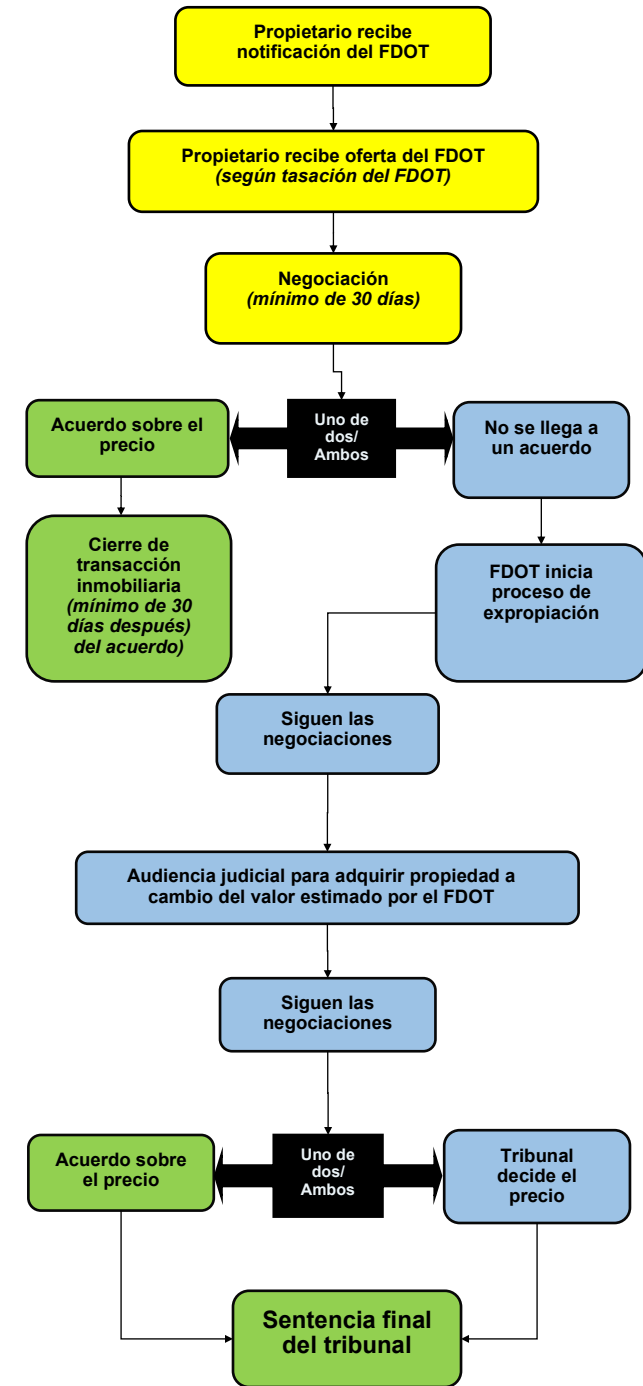 Propietario recibe
notificación del FDOT
Propietario recibe oferta del FDOT
(según tasación del FDOT)
Negociación
(mínimo de 30 días)
Uno de
dos/
Ambos
Acuerdo sobre el
precio
No se llega a
un acuerdo
Cierre de
transacción
inmobiliaria
(mínimo de 30
días después)
del acuerdo)
FDOT inicia
proceso de
expropiación
Siguen las
negociaciones
Audiencia judicial para adquirir propiedad a
cambio del valor estimado por el FDOT
Siguen las
negociaciones
Uno de
dos/
Ambos
Acuerdo sobre
el precio
Tribunal
decide el
precio
Sentencia final
del tribunal